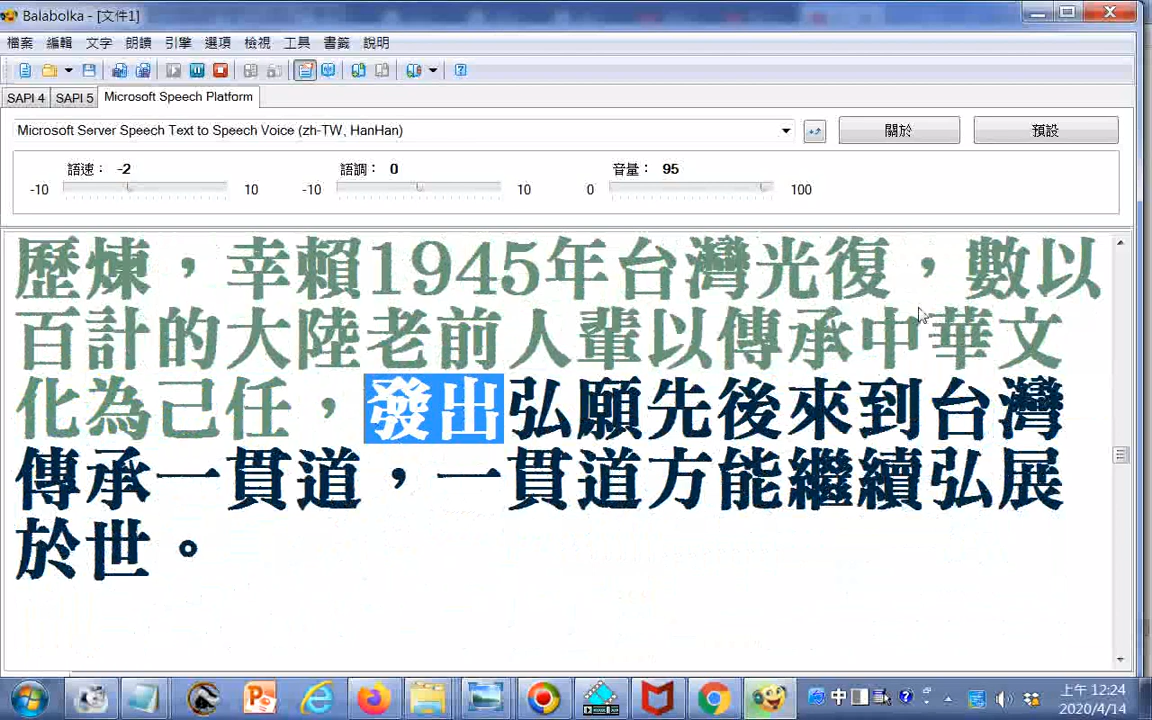 Balabolka - [文件1]
檔案 編輯 文字 朗讀 引擎 選項 檢視 工具 書籤 說明
SAPI 4 SAPI 5 Microsoft Speech Platform
Microsoft Server Speech Text to Speech Voice (zh-TW, HanHan) 關於 預設
語速： -2 語調： 0 音量： 95
-10 10 -10 10 0 100
歷煉，幸賴1945年台灣光復，數以
百計的大陸老前人輩以傳承中華文
化為己任，發出弘願先後來到台灣
傳承一貫道，一貫道方能繼續弘展
於世。
中
上午 12:24
2020/4/14